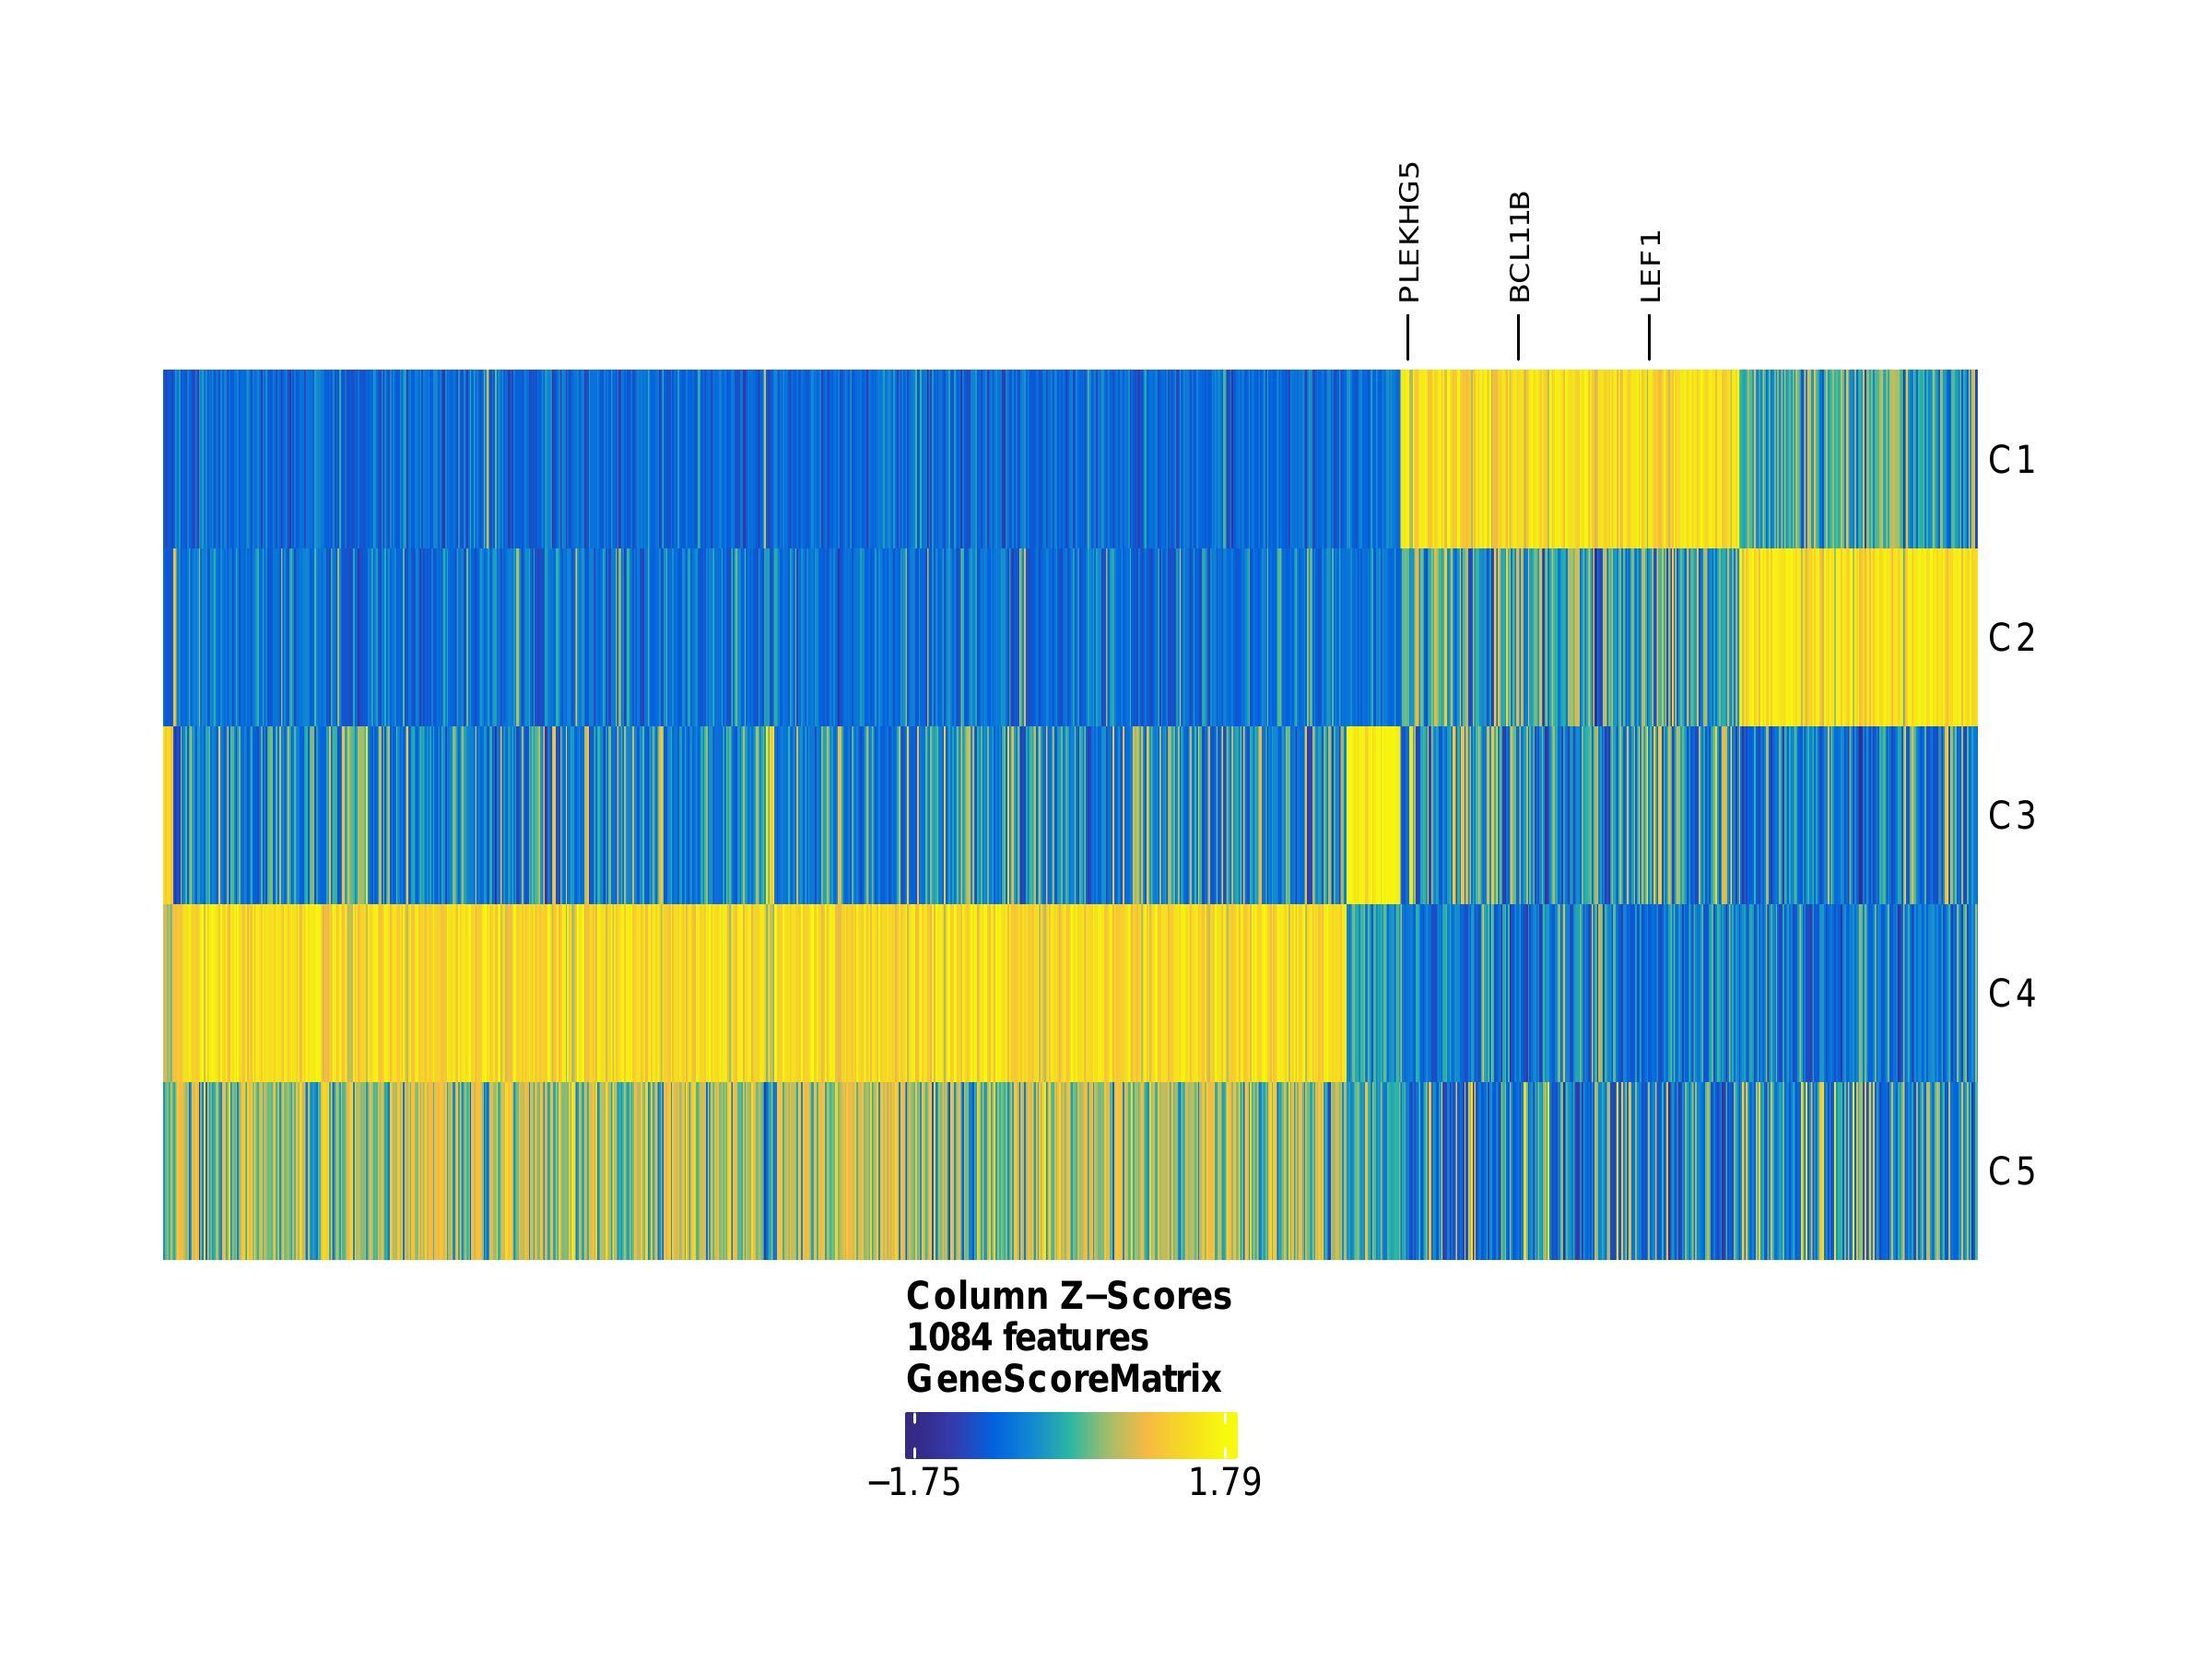 PLEKHG5
BCL11B
LEF1
C1
C2
C3
C4
C5
Column Z−Scores
1084 features
GeneScoreMatrix
−1.75 1.79